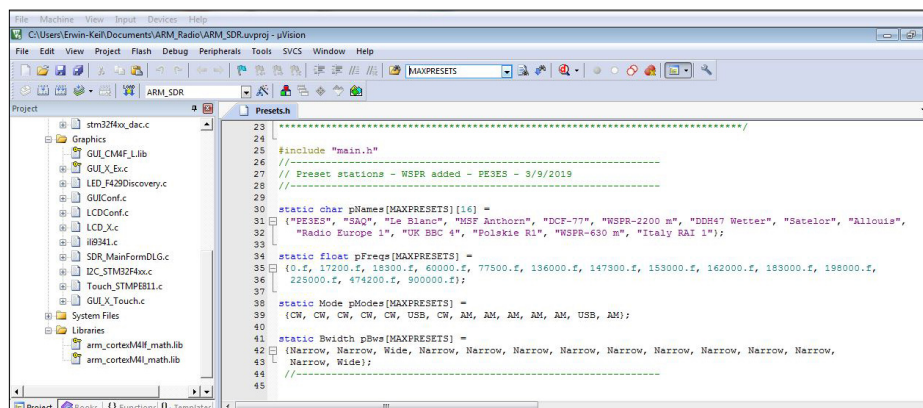 File Machine View Input Devices Help
C:\Users\Erwin-Keil\Documents\ARM_Radio\ARM_SDR.uvproj - µVision
File Edit View Project Flash Debug Peripherals Tools SVCS Window Help
MAXPRESETS
ARM_SDR
Project
Presets.h
stm32f4xx_dac.c
Graphics
GUI_CM4F_L.lib
GUI_X_Ex.c
LED_F429Discovery.c
GUIConf.c
LCDConf.c
LCD_X.c
ili9341.c
SDR_MainFormDLG.c
I2C_STM32F4xx.c
Touch_STMPE811.c
GUI_X_Touch.c
System Files
Libraries
arm_cortexM4lf_math.lib
arm_cortexM4l_math.lib
Project Books {} Functions Templates
23 *******************************************************************************/
24
25 #include "main.h"
26 //---------------------------------------------------------------
27 // Preset stations - WSPR added - PE3ES - 3/9/2019
28 //---------------------------------------------------------------
29
30 static char pNames[MAXPRESETS][16] =
31 {"PE3ES", "SAQ", "Le Blanc", "MSF Anthorn", "DCF-77", "WSPR-2200 m", "DDH47 Wetter", "Satelor", "Allouis",
32 "Radio Europe 1", "UK BBC 4", "Polskie R1", "WSPR-630 m", "Italy RAI 1"};
33
34 static float pFreqs[MAXPRESETS] =
35 {0.f, 17200.f, 18300.f, 60000.f, 77500.f, 136000.f, 147300.f, 153000.f, 162000.f, 183000.f, 198000.f,
36 225000.f, 474200.f, 900000.f};
37
38 static Mode pModes[MAXPRESETS] =
39 {CW, CW, CW, CW, CW, USB, CW, AM, AM, AM, AM, AM, USB, AM};
40
41 static Bwidth pBws[MAXPRESETS] =
42 {Narrow, Narrow, Wide, Narrow, Narrow, Narrow, Narrow, Narrow, Narrow, Narrow, Narrow, Narrow,
43 Narrow, Wide};
44 //---------------------------------------------------------------
45